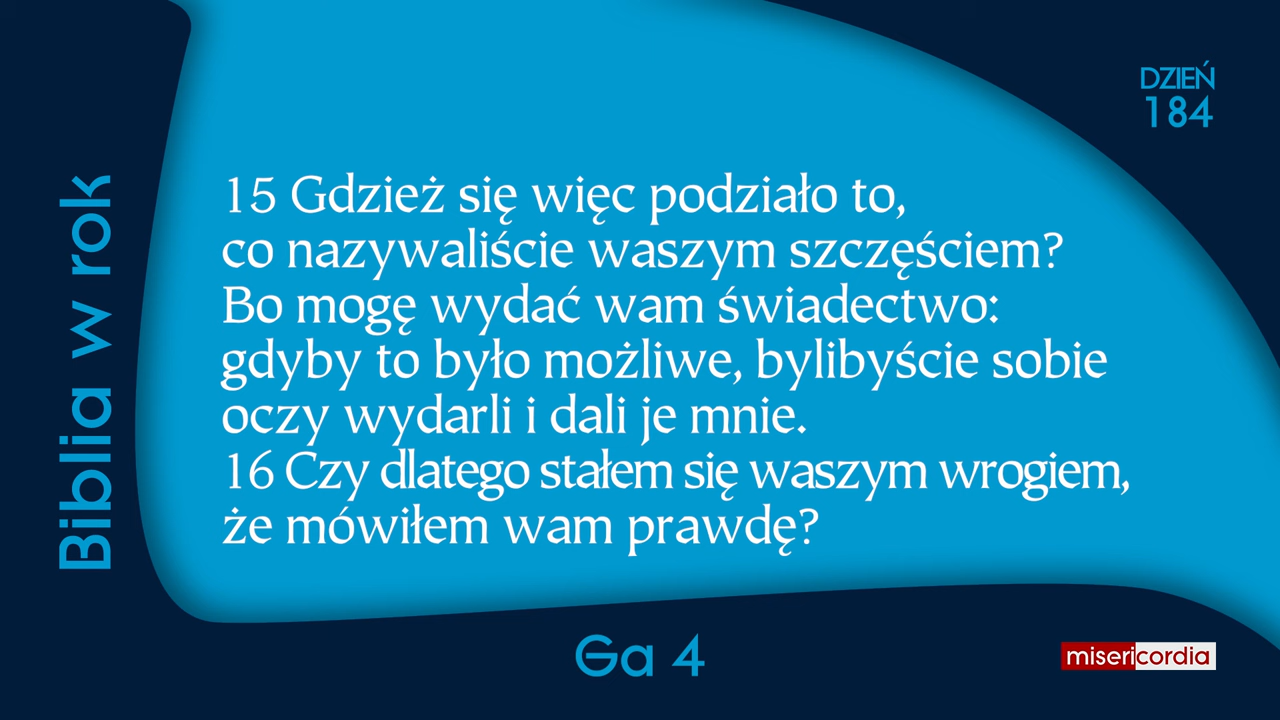 DZIEŃ
184
Biblia w rok
15 Gdzież się więc podziało to,
co nazywaliście waszym szczęściem?
Bo mogę wydać wam świadectwo:
gdyby to było możliwe, bylibyście sobie
oczy wydarli i dali je mnie.
16 Czy dlatego stałem się waszym wrogiem,
że mówiłem wam prawdę?
Ga 4
misericordia